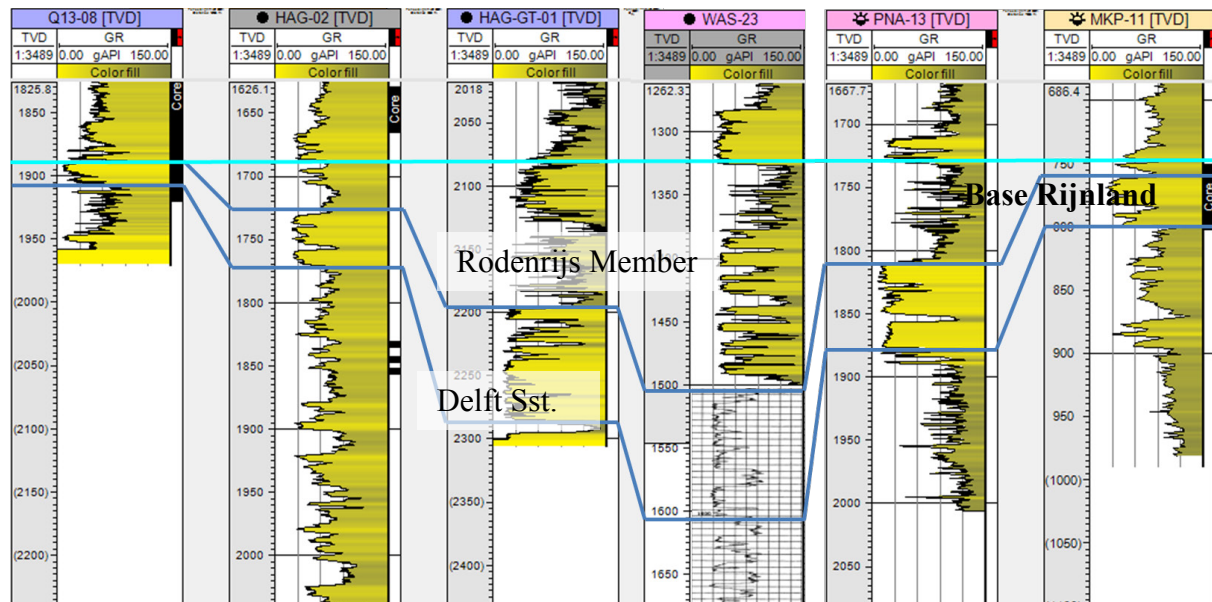 Q13-08 [TVD]
TVD GR
1:3489 0.00 gAPI 150.00
Color fill
1825.8
1850
1900
1950
(2000)
(2050)
(2100)
(2150)
(2200)
Core
HAG-02 [TVD]
TVD GR
1:3489 0.00 gAPI 150.00
Color fill
1626.1
1650
1700
1750
1800
1850
1900
1950
2000
Core
HAG-GT-01 [TVD]
TVD GR
1:3489 0.00 gAPI 150.00
Color fill
2018
2050
2100
2150
2200
2250
2300
(2350)
(2400)
WAS-23
TVD GR
1:3489 0.00 gAPI 150.00
Color fill
1262.3
1300
1350
1450
1500
1550
1600
1650
PNA-13 [TVD]
TVD GR
1:3489 0.00 gAPI 150.00
Color fill
1667.7
1700
1750
1800
1850
1900
1950
2000
2050
MKP-11 [TVD]
TVD GR
1:3489 0.00 gAPI 150.00
Color fill
686.4
750
800
850
900
950
(1000)
(1050)
Core
Base Rijnland
Rodenrijs Member
Delft Sst.